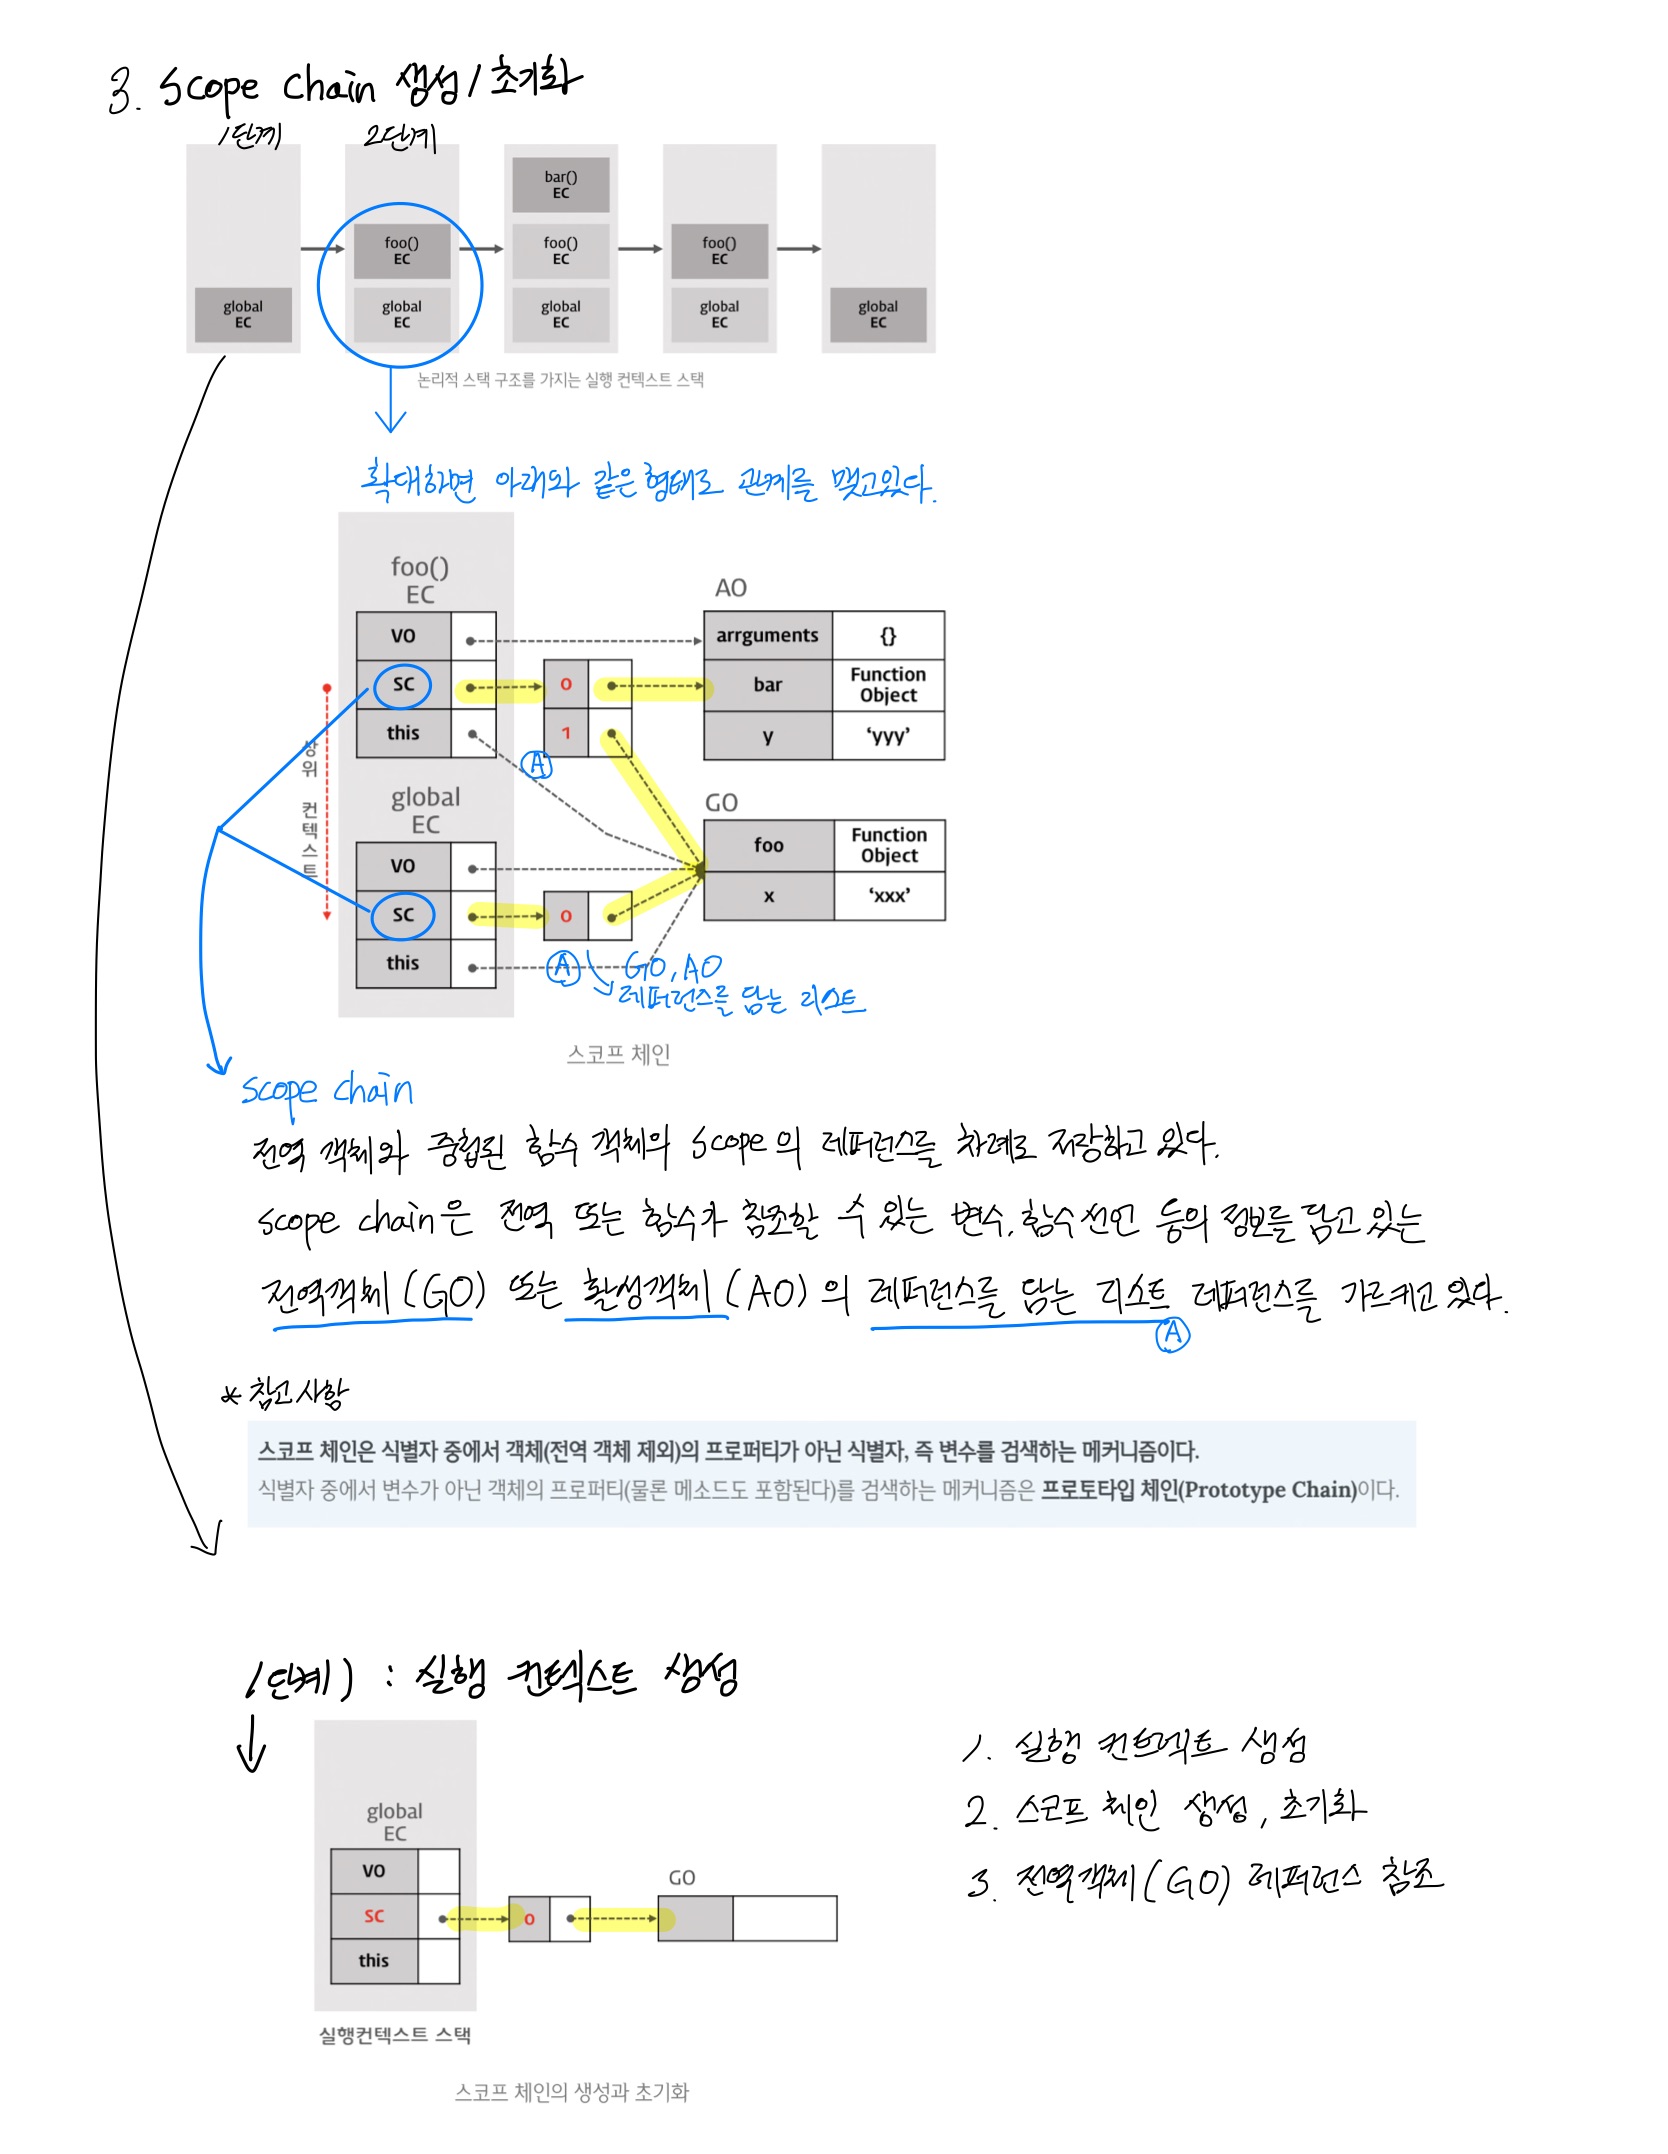 3. Scope Chain 생성/초기화
1단계
2단계
bar()
EC
foo()
EC
foo()
EC
foo()
EC
global
EC
global
EC
global
EC
global
EC
global
EC
논리적 스택 구조를 가지는 실행 컨텍스트 스택
확대하면 아래와 같은 형태로 관계를 맺고있다.
foo()
EC
AO
VO
arrguments
{}
SC
0
bar
Function
Object
this
1
y
‘yyy’
A
상위 컨텍스트
global
EC
GO
VO
foo
Function
Object
SC
0
x
‘xxx’
this
A
GO, AO
레퍼런스를 담는 리스트
스코프 체인
scope chain
전역 객체와 중첩된 함수 객체의 scope의 레퍼런스를 차례로 저장하고 있다.
scope chain은 전역 또는 함수가 참조할 수 있는 변수, 함수 선언 등의 정보를 담고 있는
전역객체(GO) 또는 활성객체(AO)의 레퍼런스를 담는 리스트 레퍼런스를 가르키고 있다.
A
* 참고사항
스코프 체인은 식별자 중에서 객체(전역 객체 제외)의 프로퍼티가 아닌 식별자, 즉 변수를 검색하는 메커니즘이다.
식별자 중에서 변수가 아닌 객체의 프로퍼티(물론 메소드도 포함된다)를 검색하는 메커니즘은 프로토타입 체인(Prototype Chain)이다.
1단계) : 실행 컨텍스트 생성
1. 실행 컨트엑트 생성
2. 스코프 체인 생성, 초기화
3. 전역객체(GO) 레퍼런스 참조
global
EC
VO
GO
SC
0
this
실행컨텍스트 스택
스코프 체인의 생성과 초기화